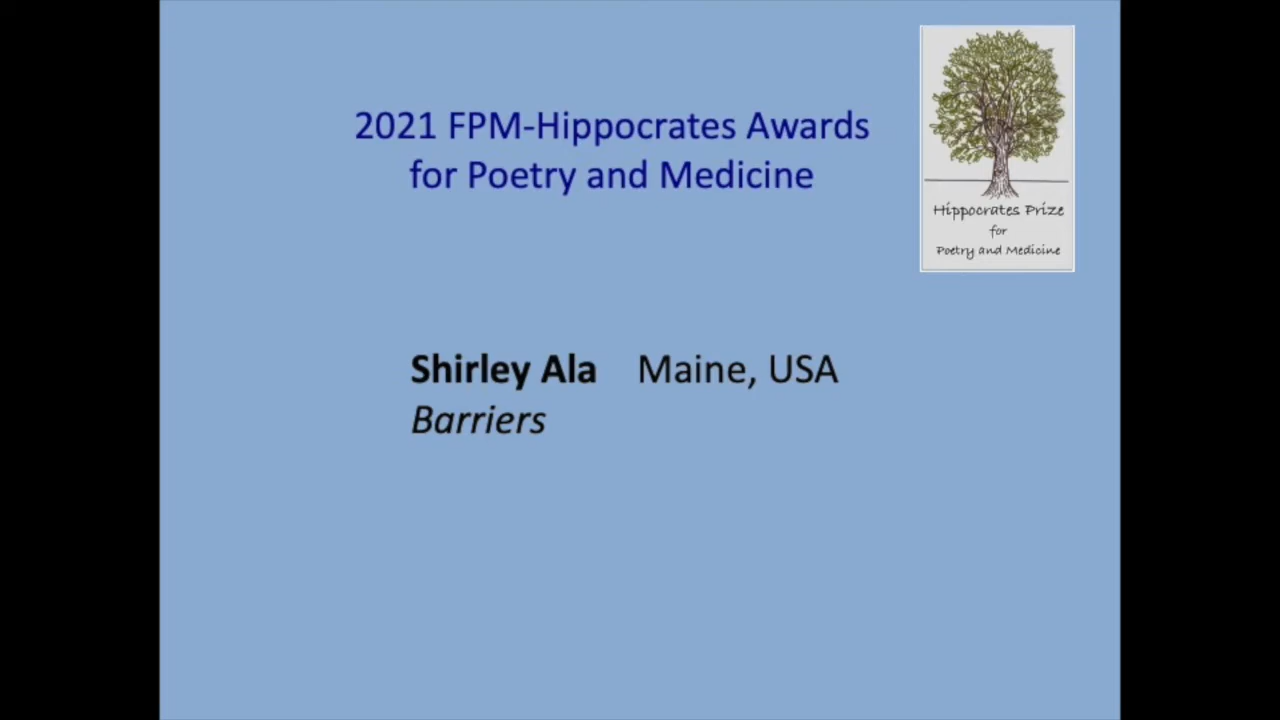 2021 FPM-Hippocrates Awards
for Poetry and Medicine
Hippocrates Prize
for
Poetry and Medicine
Shirley Ala Maine, USA
Barriers